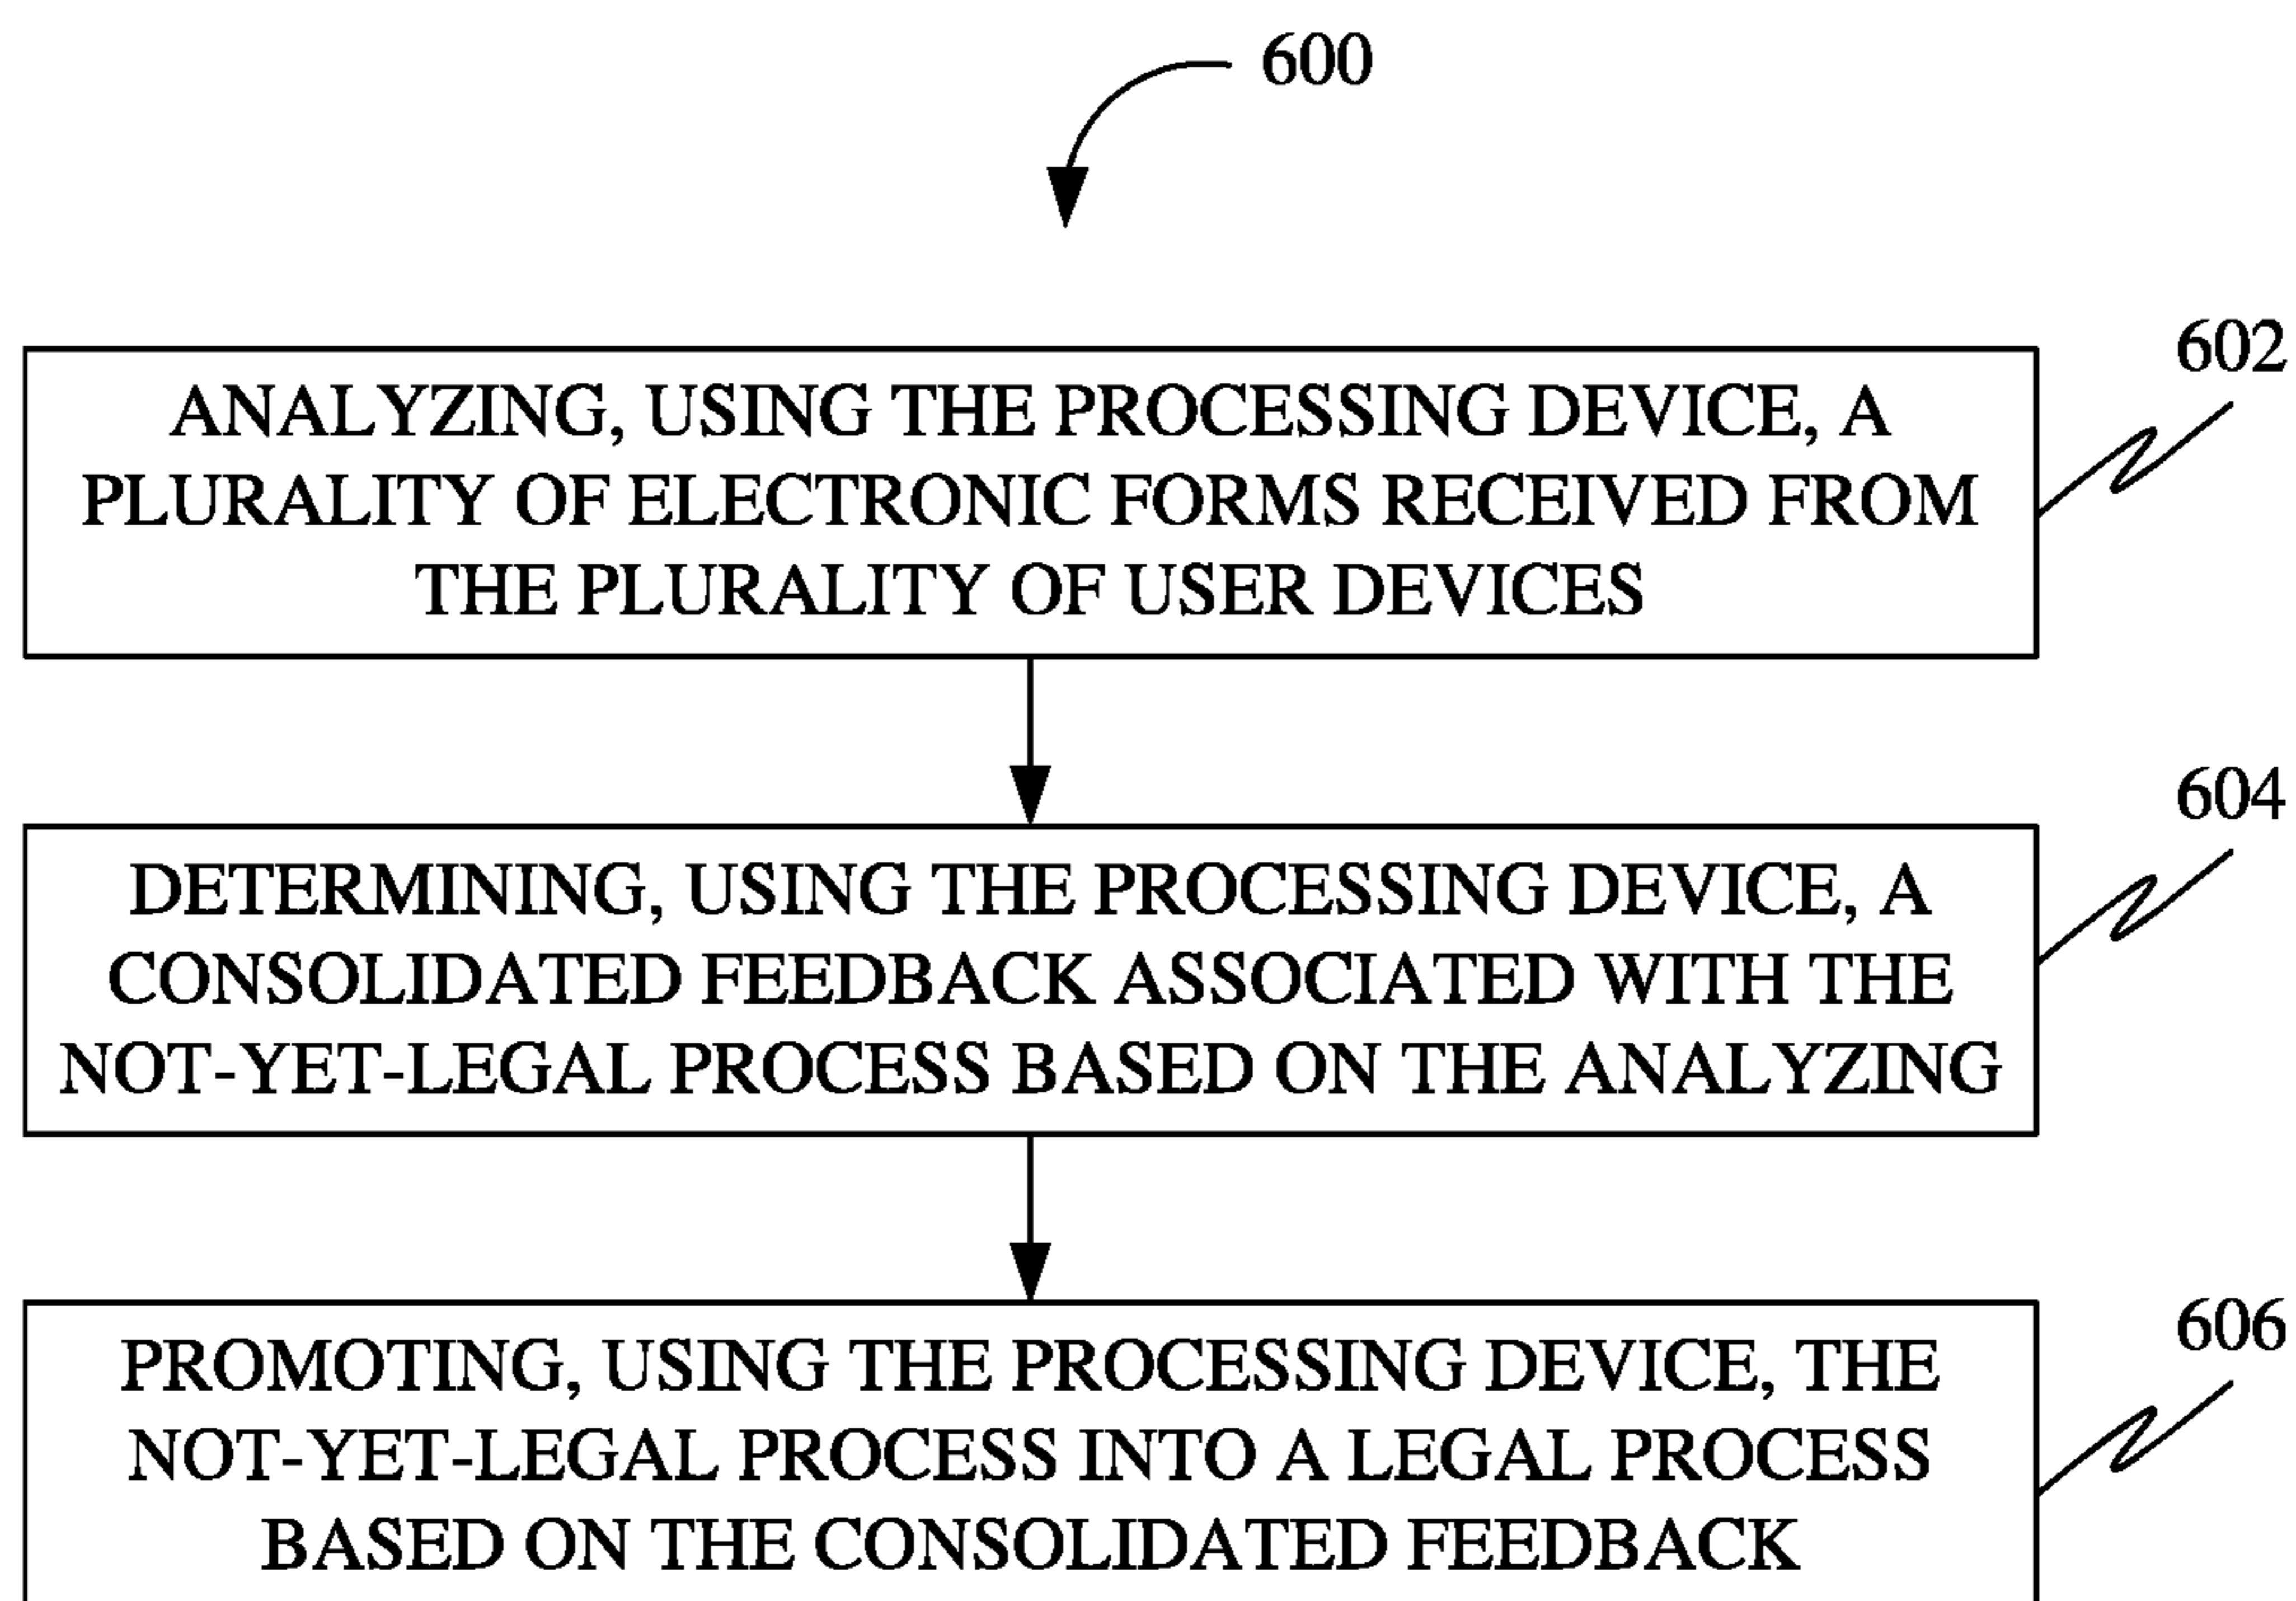 600
602
ANALYZING, USING THE PROCESSING DEVICE, A
PLURALITY OF ELECTRONIC FORMS RECEIVED FROM
THE PLURALITY OF USER DEVICES
604
DETERMINING, USING THE PROCESSING DEVICE, A
CONSOLIDATED FEEDBACK ASSOCIATED WITH THE
NOT-YET-LEGAL PROCESS BASED ON THE ANALYZING
606
PROMOTING, USING THE PROCESSING DEVICE, THE
NOT-YET-LEGAL PROCESS INTO A LEGAL PROCESS
BASED ON THE CONSOLIDATED FEEDBACK